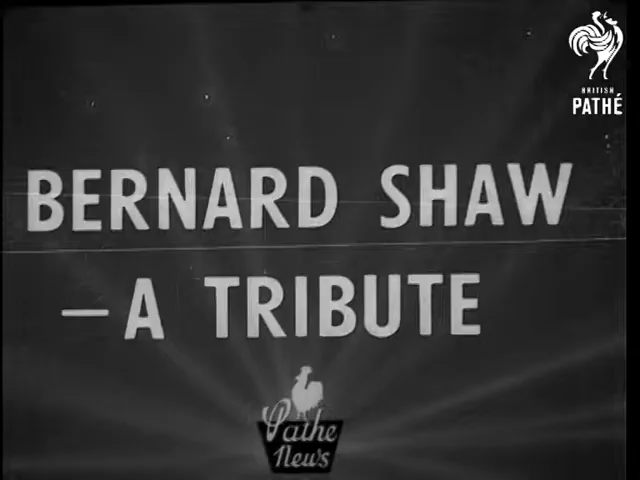 BRITISH
PATHÉ
BERNARD SHAW
— A TRIBUTE
Pathe
News